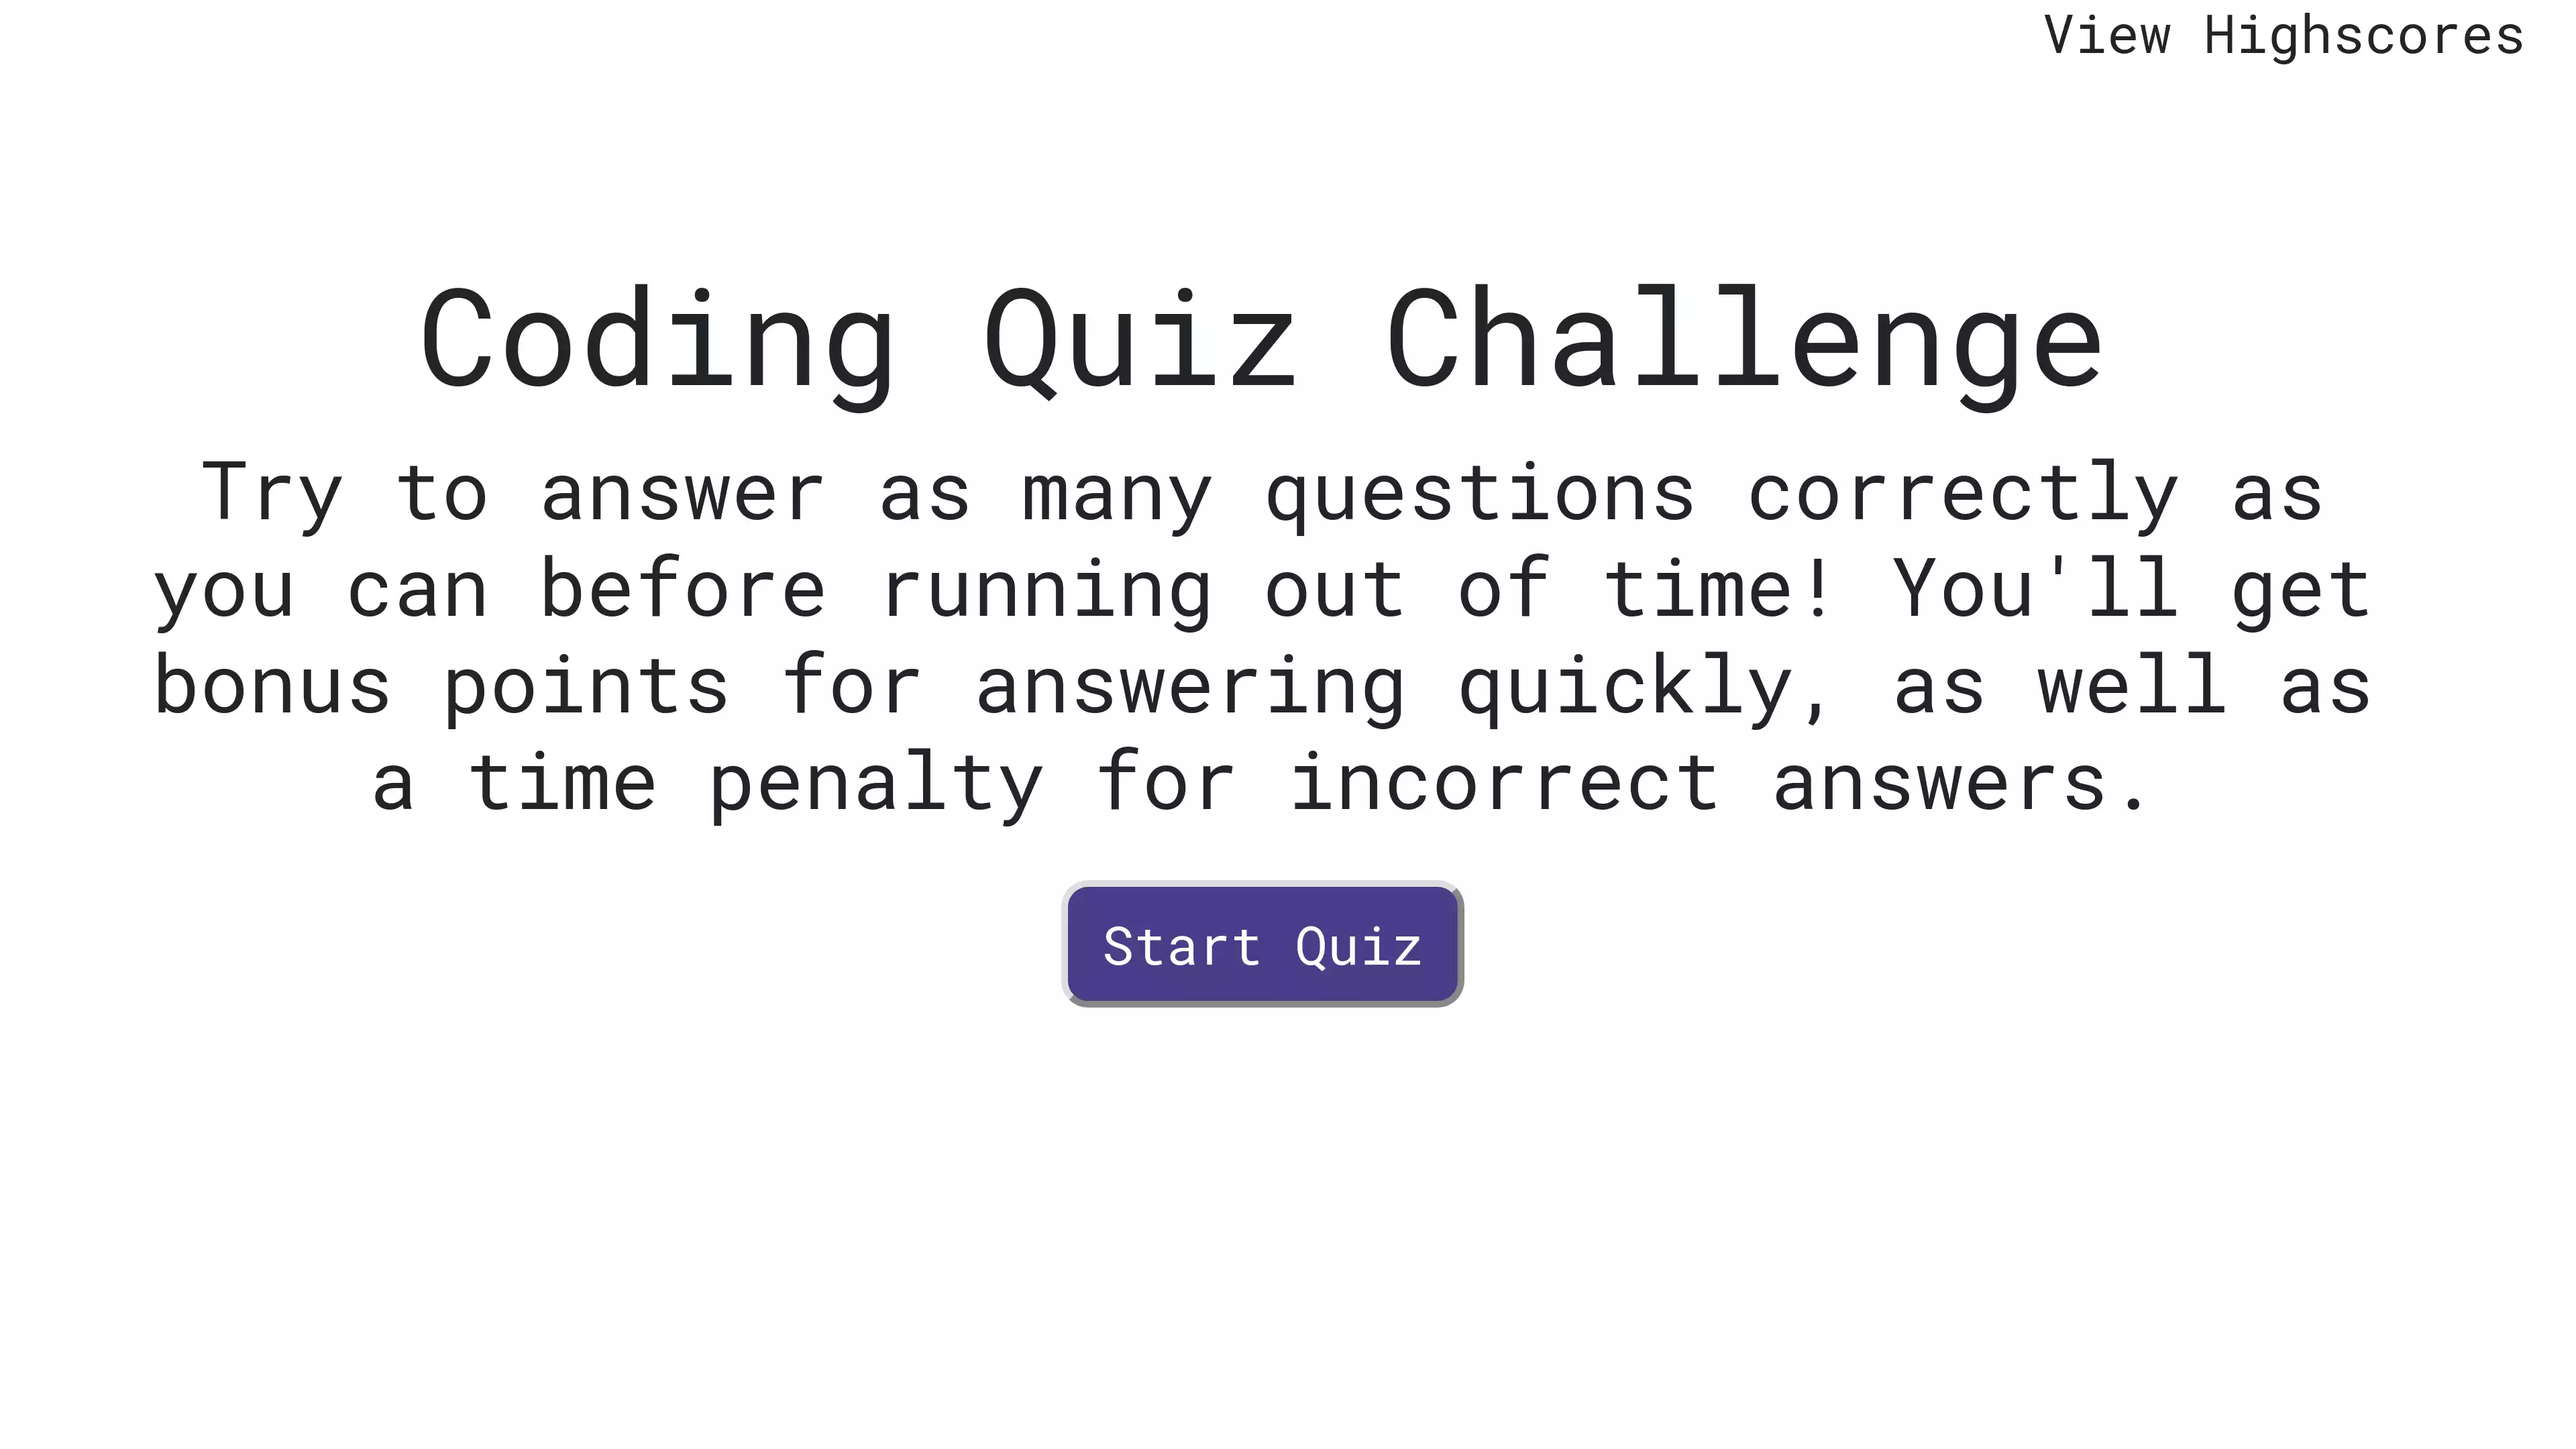 View Highscores
Coding Quiz Challenge
Try to answer as many questions correctly as
you can before running out of time! You'll get
bonus points for answering quickly, as well as
a time penalty for incorrect answers.
Start Quiz